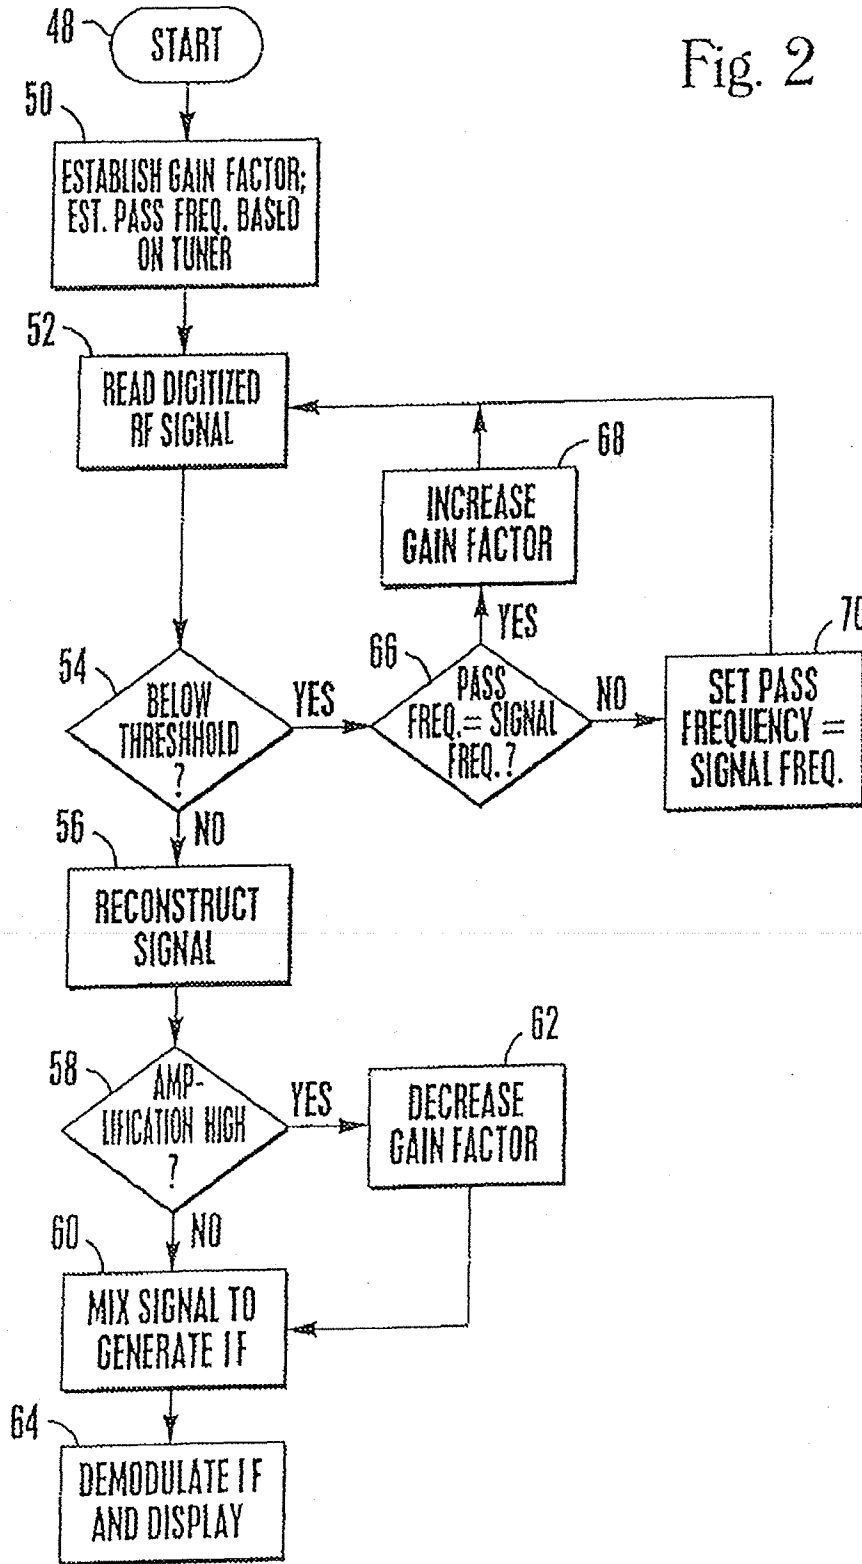 Fig. 2
48
START
50
ESTABLISH GAIN FACTOR;
EST. PASS FREQ. BASED
ON TUNER
52
READ DIGITIZED
RF SIGNAL
68
INCREASE
GAIN FACTOR
YES
54
BELOW
THRESHHOLD
?
YES
66
PASS
FREQ.= SIGNAL
FREQ. ?
NO
70
SET PASS
FREQUENCY =
SIGNAL FREQ.
NO
56
RECONSTRUCT
SIGNAL
58
AMP-
LIFICATION HIGH
?
YES
62
DECREASE
GAIN FACTOR
NO
60
MIX SIGNAL TO
GENERATE IF
64
DEMODULATE IF
AND DISPLAY